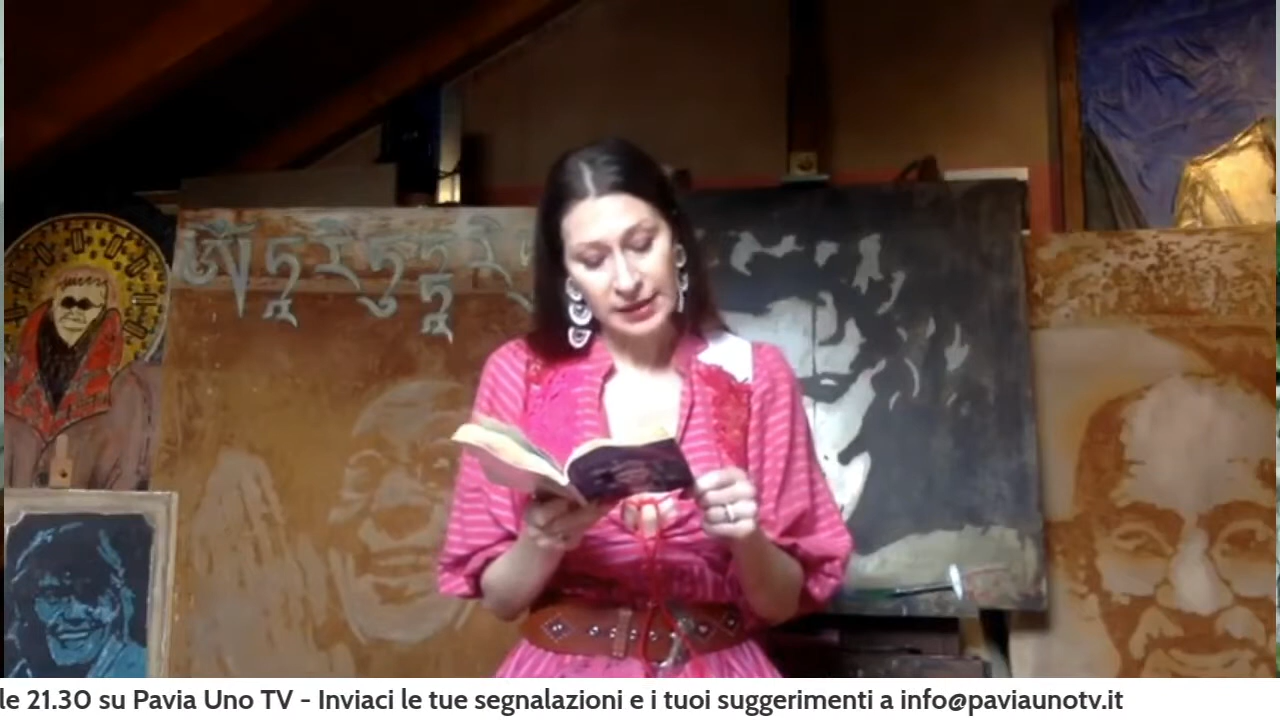 le 21.30 su Pavia Uno TV - Inviaci le tue segnalazioni e i tuoi suggerimenti a info@paviaunotv.it